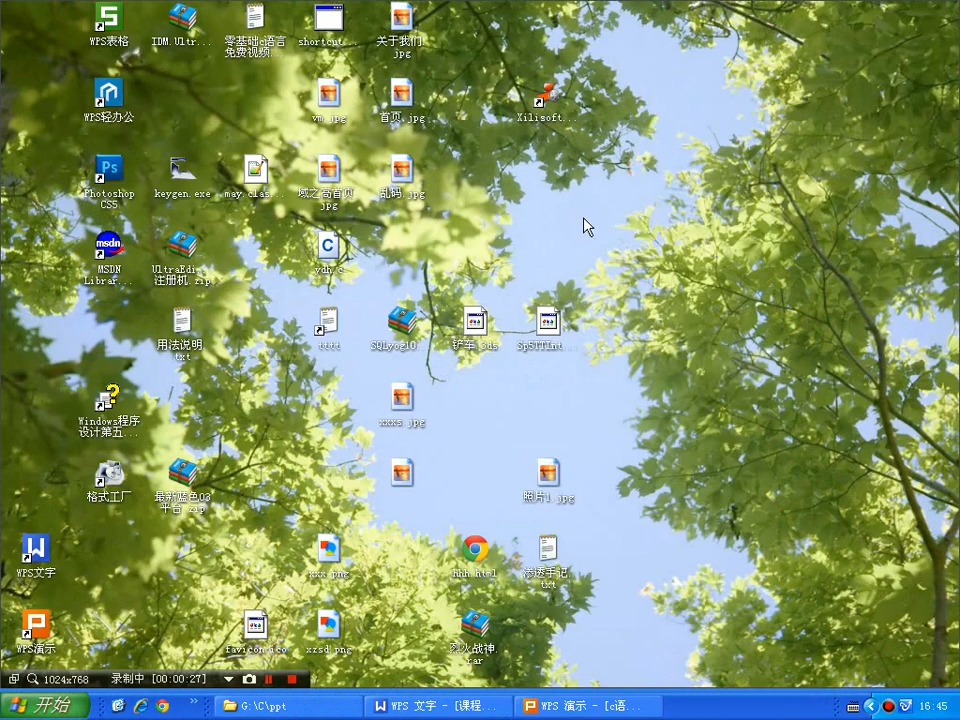 WPS表格
IDM.Ultr...
零基础c语言
免费视频...
shortcut...
关于我们.
jpg
WPS轻办公
vm.jpg
首页.jpg
Xilisoft...
Photoshop
CS5
keygen.exe
may.clas...
域之高首页.
jpg
乱码.jpg
MSDN
Librar...
UltraEdi...
注册机.zip
ydh.c
用法说明.
txt
tttt
SQLyog10...
铲车.3ds
Sp5TTInt...
Windows程序
设计第五...
xxxs.jpg
格式工厂
最新蓝色03
平台.zip
照片1.jpg
WPS文字
xxx.png
hhh.html
渗透手记.
txt
WPS演示
favicon.ico
xzsd.png
烈火战神.
rar
1024x768 录制中 [00:00:27]
开始
G:\C\ppt
WPS 文字 - [课程...
WPS 演示 - [c语...
16:45